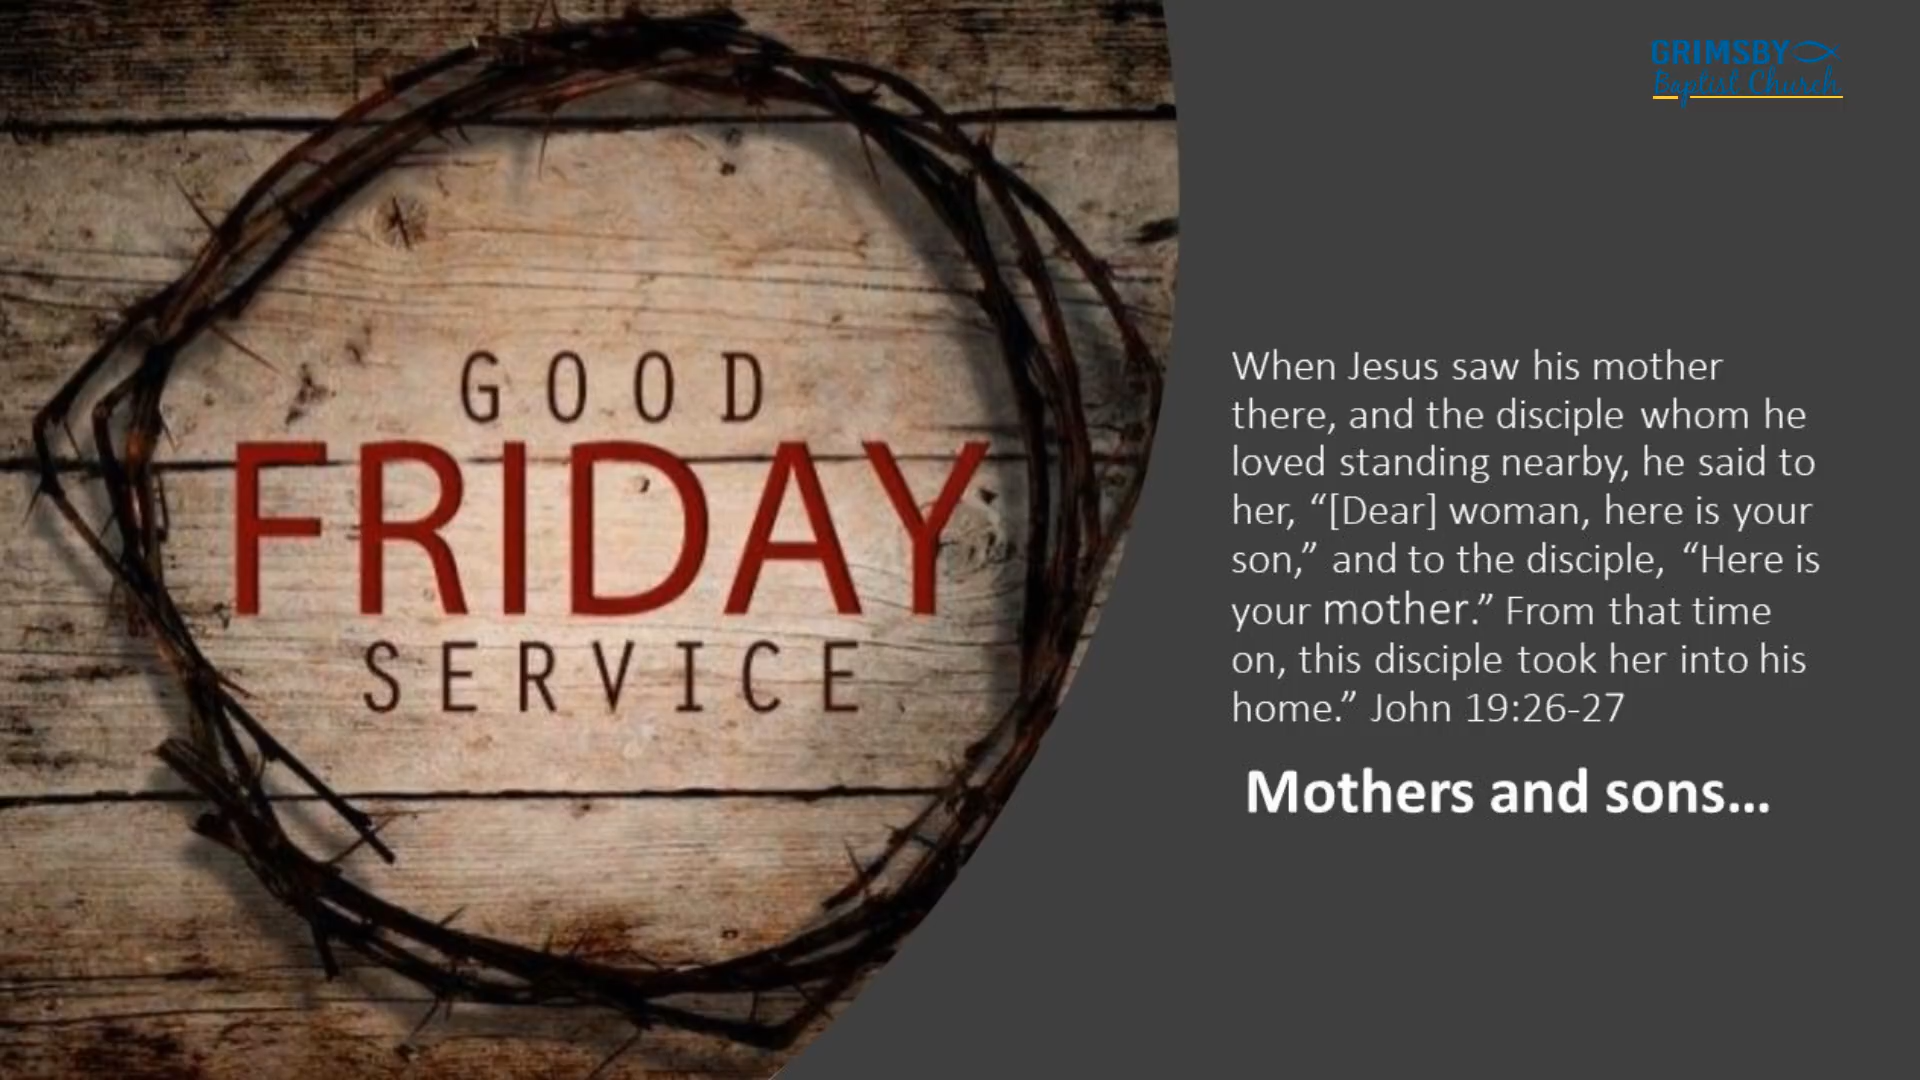 GRIMSBY
Baptist Church
GOOD
FRIDAY
SERVICE
When Jesus saw his mother
there, and the disciple whom he
loved standing nearby, he said to
her, “[Dear] woman, here is your
son,” and to the disciple, “Here is
your mother.” From that time
on, this disciple took her into his
home.” John 19:26-27
Mothers and sons…